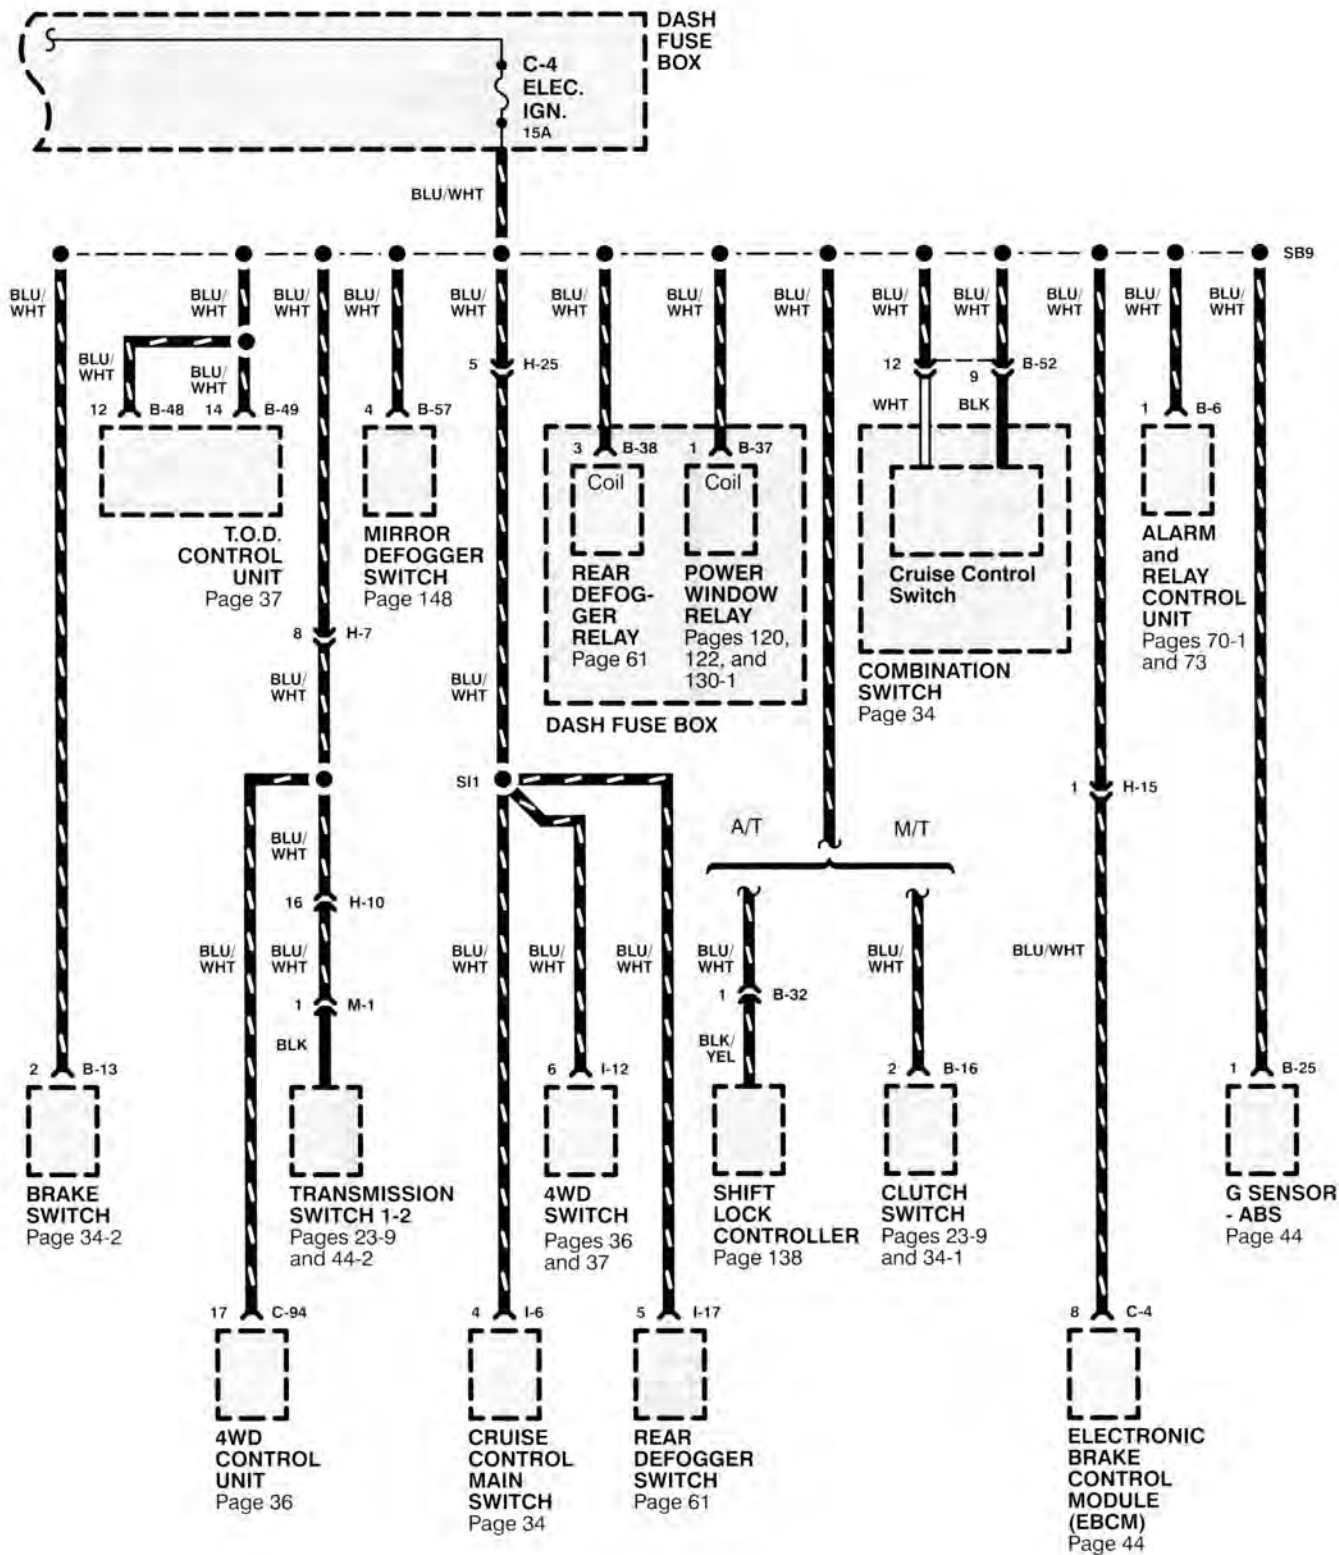 DASH
FUSE
BOX
C-4
ELEC.
IGN.
15A
BLU/WHT
SB9
BLU/
WHT
BLU/
WHT
BLU/
WHT
BLU/
WHT
BLU/
WHT
BLU/
WHT
BLU/
WHT
BLU/
WHT
BLU/
WHT
BLU/
WHT
BLU/
WHT
BLU/
WHT
BLU/
WHT
BLU/
WHT
BLU/
WHT
12 B-48
14 B-49
4 B-57
5 H-25
12
9
B-52
WHT
BLK
1 B-6
3 B-38
1 B-37
Coil
Coil
T.O.D.
CONTROL
UNIT
Page 37
MIRROR
DEFOGGER
SWITCH
Page 148
REAR
DEFOG-
GER
RELAY
Page 61
POWER
WINDOW
RELAY
Pages 120,
122, and
130-1
DASH FUSE BOX
Cruise Control
Switch
COMBINATION
SWITCH
Page 34
ALARM
and
RELAY
CONTROL
UNIT
Pages 70-1
and 73
8 H-7
BLU/
WHT
BLU/
WHT
SI1
1 H-15
A/T
M/T
BLU/
WHT
16 H-10
BLU/
WHT
BLU/
WHT
BLU/
WHT
BLU/
WHT
BLU/
WHT
BLU/
WHT
BLU/
WHT
BLU/WHT
1 M-1
1 B-32
BLK
BLK/
YEL
2 B-13
6 I-12
2 B-16
1 B-25
BRAKE
SWITCH
Page 34-2
TRANSMISSION
SWITCH 1-2
Pages 23-9
and 44-2
4WD
SWITCH
Pages 36
and 37
SHIFT
LOCK
CONTROLLER
Page 138
CLUTCH
SWITCH
Pages 23-9
and 34-1
G SENSOR
- ABS
Page 44
17 C-94
4 I-6
5 I-17
8 C-4
4WD
CONTROL
UNIT
Page 36
CRUISE
CONTROL
MAIN
SWITCH
Page 34
REAR
DEFOGGER
SWITCH
Page 61
ELECTRONIC
BRAKE
CONTROL
MODULE
(EBCM)
Page 44